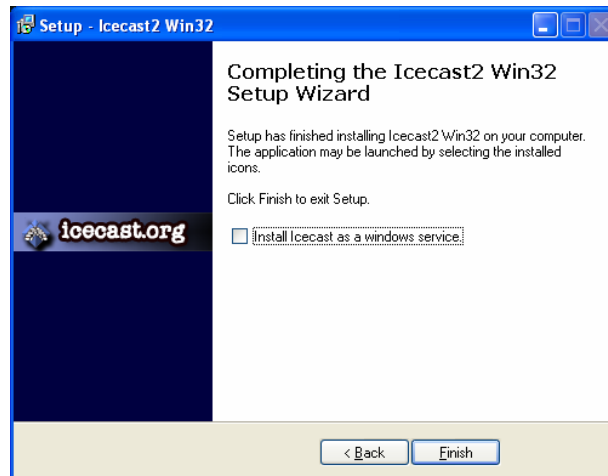 Setup - Icecast2 Win32
Completing the Icecast2 Win32
Setup Wizard
Setup has finished installing Icecast2 Win32 on your computer.
The application may be launched by selecting the installed
icons.
Click Finish to exit Setup.
icecast.org
Install Icecast as a windows service.
< Back
Finish